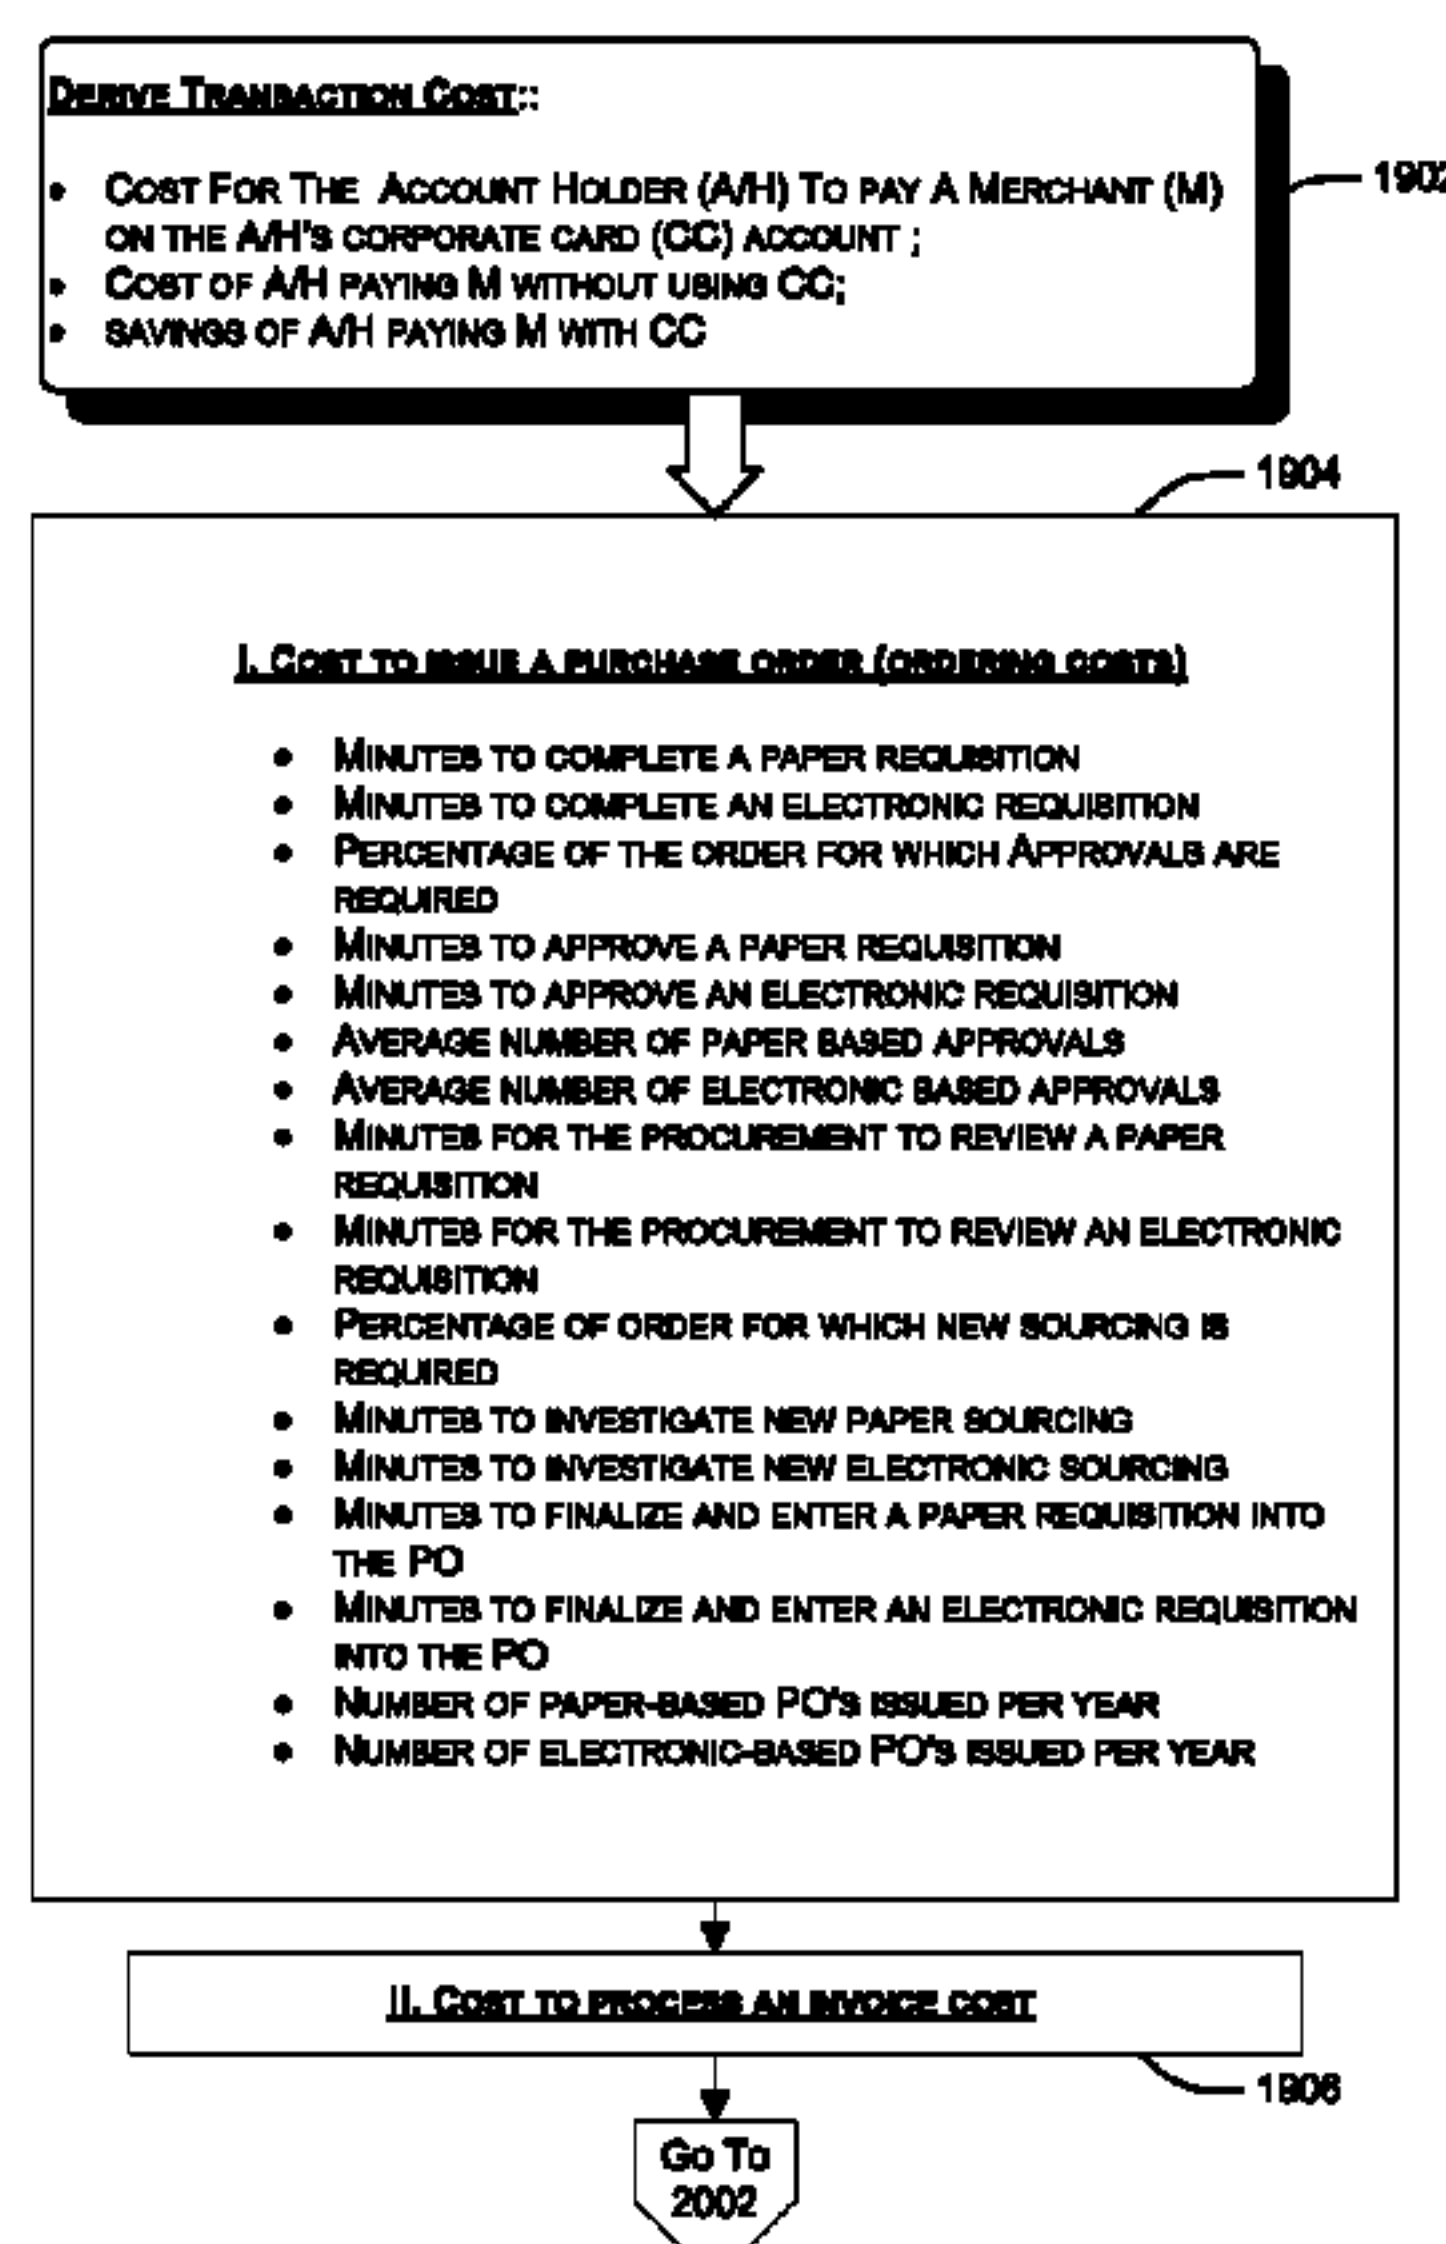 DERIVE TRANSACTION COST::
• COST FOR THE ACCOUNT HOLDER (A/H) TO PAY A MERCHANT (M)
ON THE A/H'S CORPORATE CARD (CC) ACCOUNT ;
• COST OF A/H PAYING M WITHOUT USING CC;
• SAVINGS OF A/H PAYING M WITH CC
1902
1904
I. COST TO ISSUE A PURCHASE ORDER (ORDERING COSTS)
• MINUTES TO COMPLETE A PAPER REQUISITION
• MINUTES TO COMPLETE AN ELECTRONIC REQUISITION
• PERCENTAGE OF THE ORDER FOR WHICH APPROVALS ARE
REQUIRED
• MINUTES TO APPROVE A PAPER REQUISITION
• MINUTES TO APPROVE AN ELECTRONIC REQUISITION
• AVERAGE NUMBER OF PAPER BASED APPROVALS
• AVERAGE NUMBER OF ELECTRONIC BASED APPROVALS
• MINUTES FOR THE PROCUREMENT TO REVIEW A PAPER
REQUISITION
• MINUTES FOR THE PROCUREMENT TO REVIEW AN ELECTRONIC
REQUISITION
• PERCENTAGE OF ORDER FOR WHICH NEW SOURCING IS
REQUIRED
• MINUTES TO INVESTIGATE NEW PAPER SOURCING
• MINUTES TO INVESTIGATE NEW ELECTRONIC SOURCING
• MINUTES TO FINALIZE AND ENTER A PAPER REQUISITION INTO
THE PO
• MINUTES TO FINALIZE AND ENTER AN ELECTRONIC REQUISITION
INTO THE PO
• NUMBER OF PAPER-BASED PO'S ISSUED PER YEAR
• NUMBER OF ELECTRONIC-BASED PO'S ISSUED PER YEAR
II. COST TO PROCESS AN INVOICE COST
1906
Go To
2002